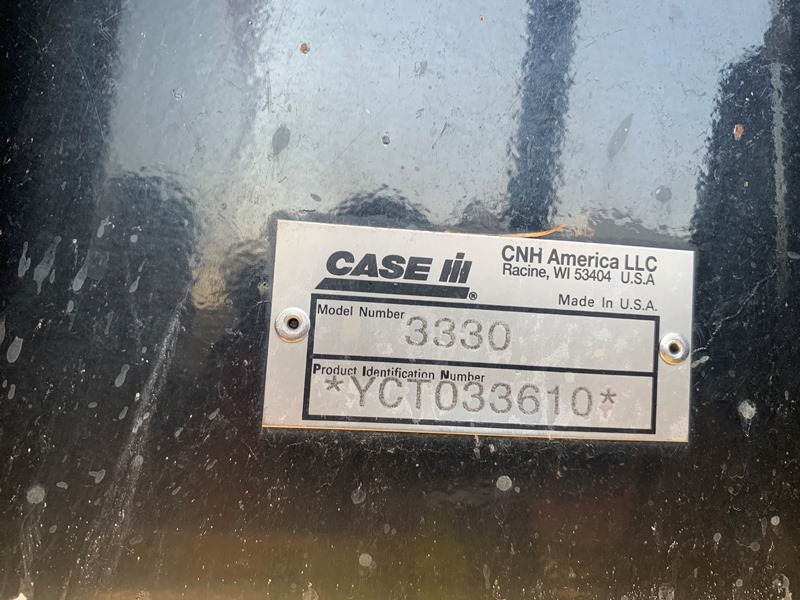 CASE IH®
CNH America LLC
Racine, WI 53404 U.S.A
Made in U.S.A.
Model Number
3330
Product Identification Number
*YCT033610*